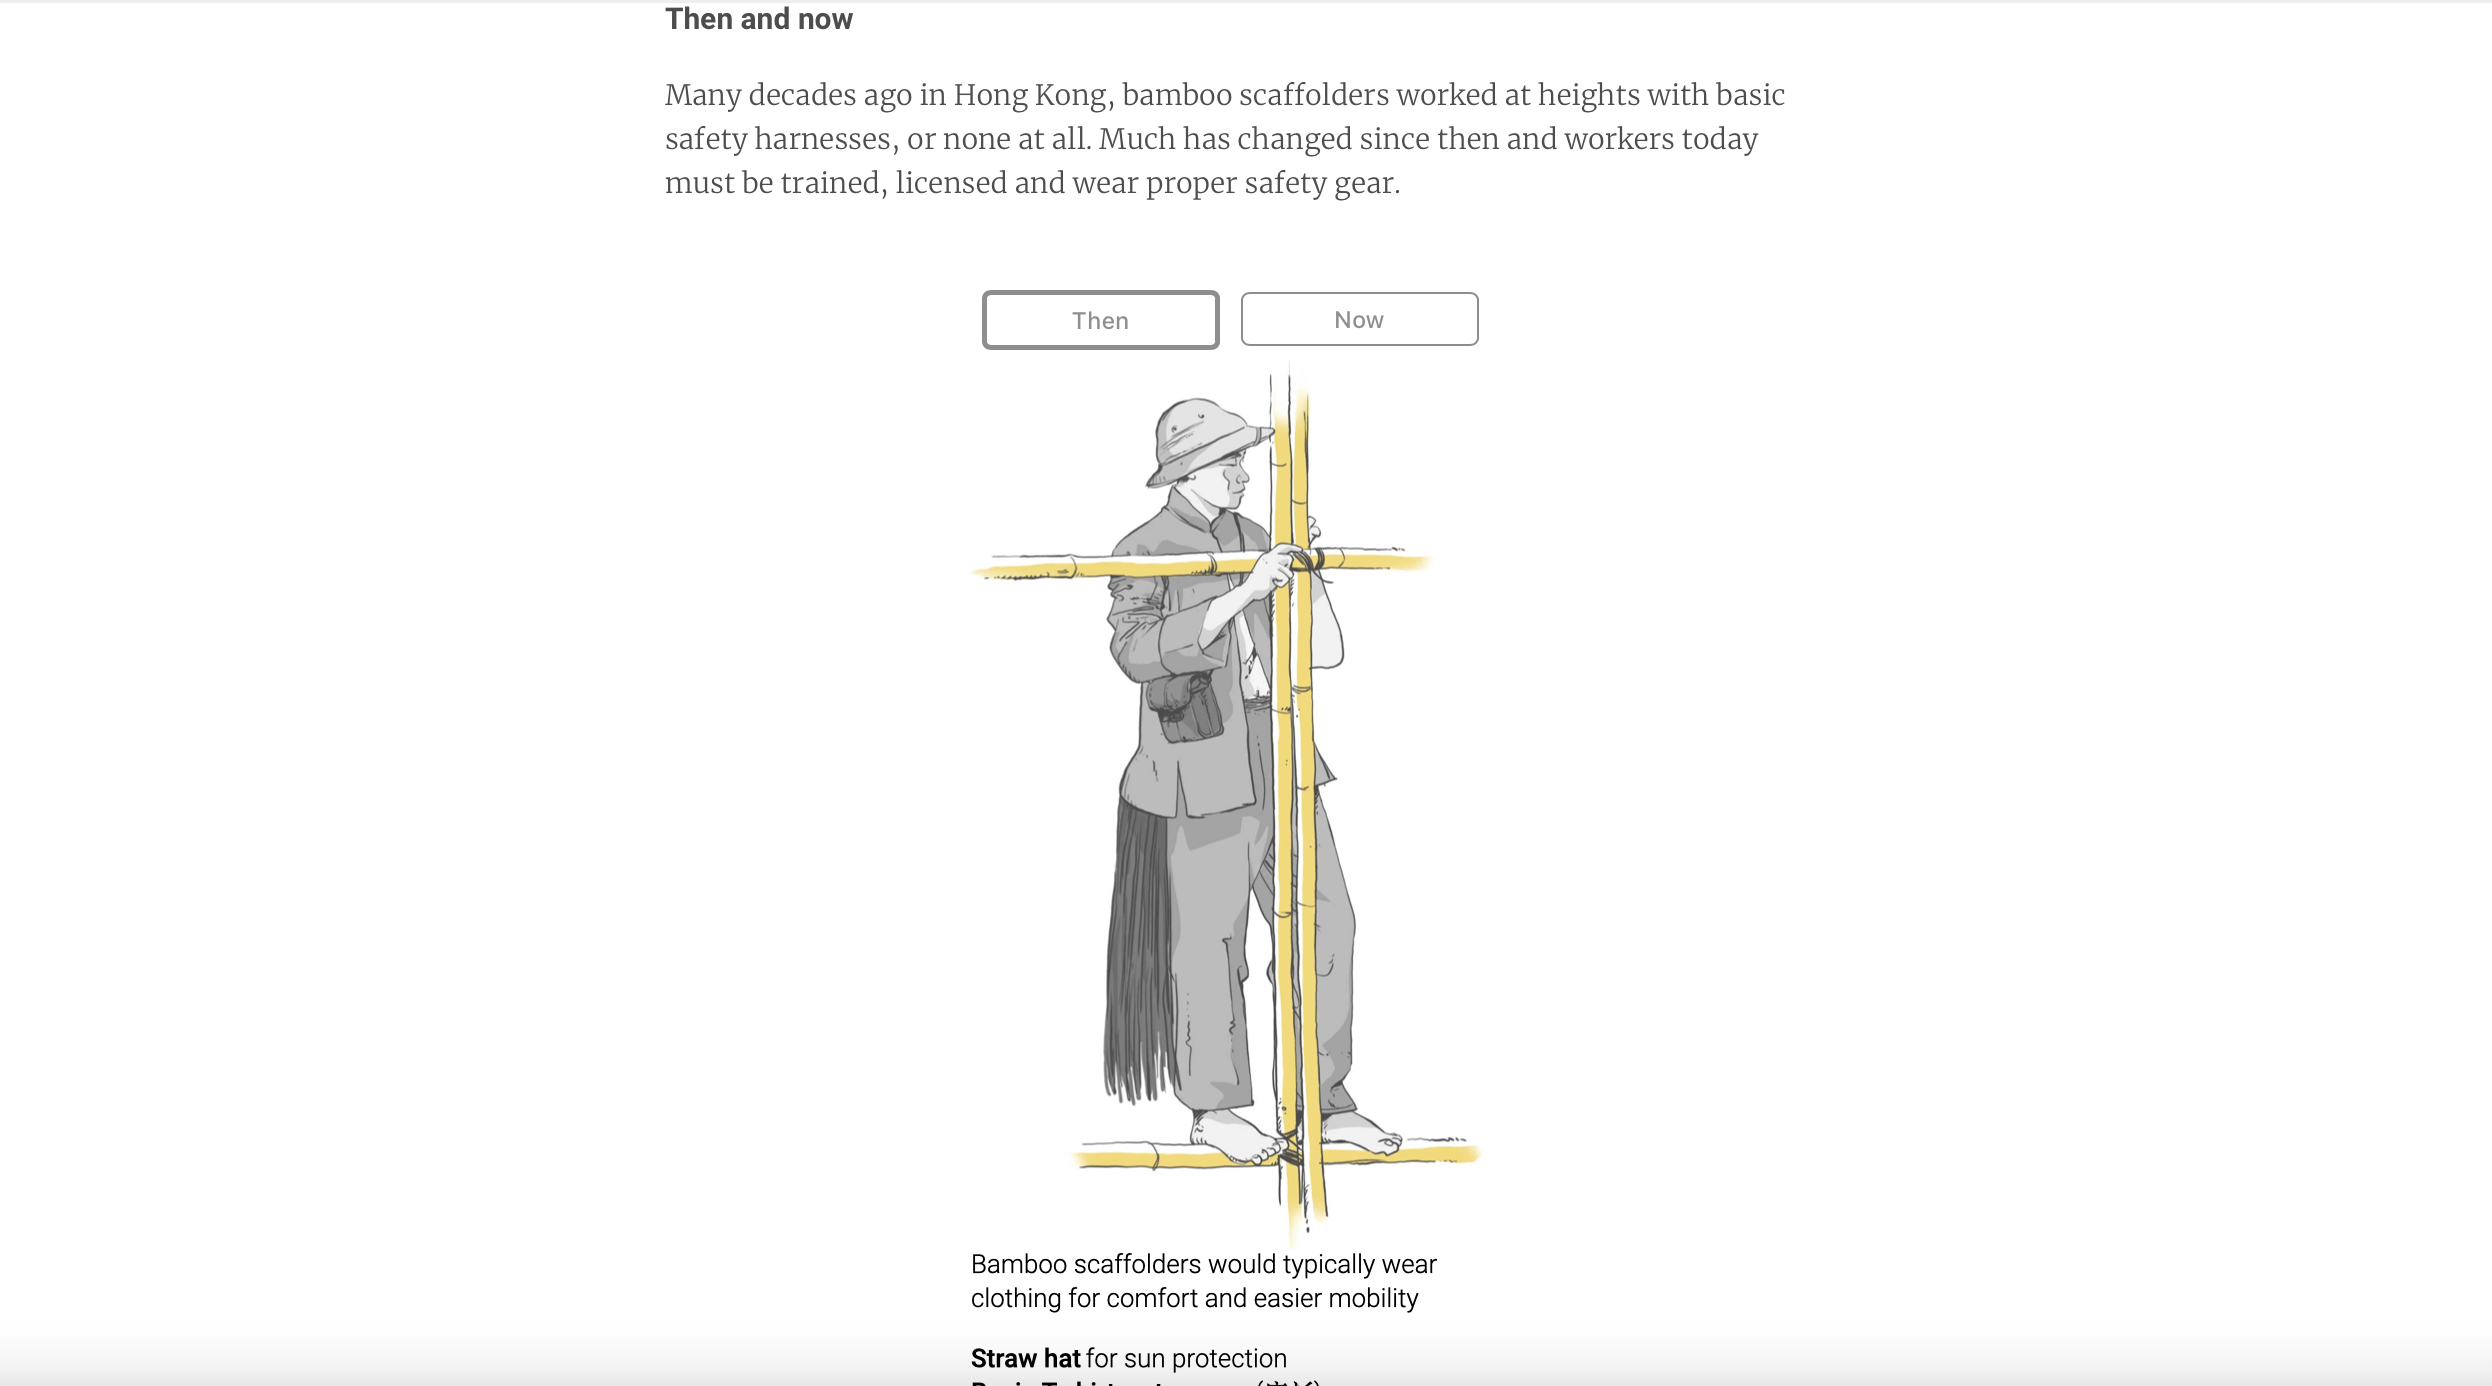 Then and now
Many decades ago in Hong Kong, bamboo scaffolders worked at heights with basic
safety harnesses, or none at all. Much has changed since then and workers today
must be trained, licensed and wear proper safety gear.
Then
Now
Bamboo scaffolders would typically wear
clothing for comfort and easier mobility
Straw hat for sun protection